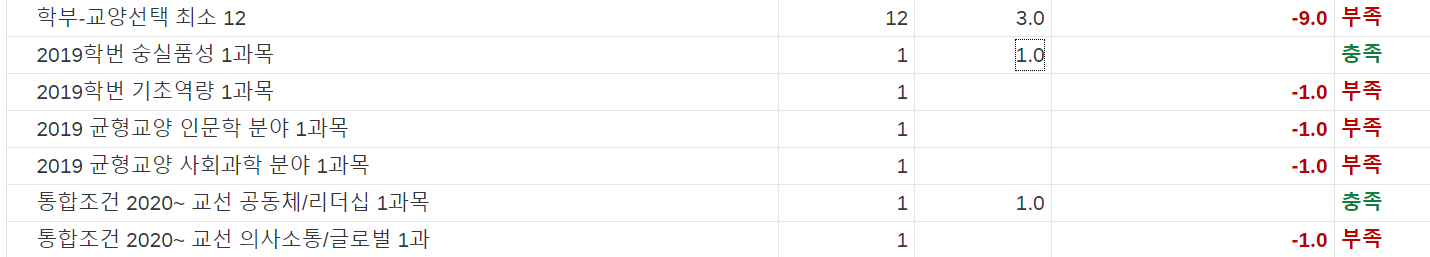 학부-교양선택 최소 12 12 3.0 -9.0 부족
2019학번 숭실품성 1과목 1 1.0 충족
2019학번 기초역량 1과목 1 -1.0 부족
2019 균형교양 인문학 분야 1과목 1 -1.0 부족
2019 균형교양 사회과학 분야 1과목 1 -1.0 부족
통합조건 2020~ 교선 공동체/리더십 1과목 1 1.0 충족
통합조건 2020~ 교선 의사소통/글로벌 1과 1 -1.0 부족